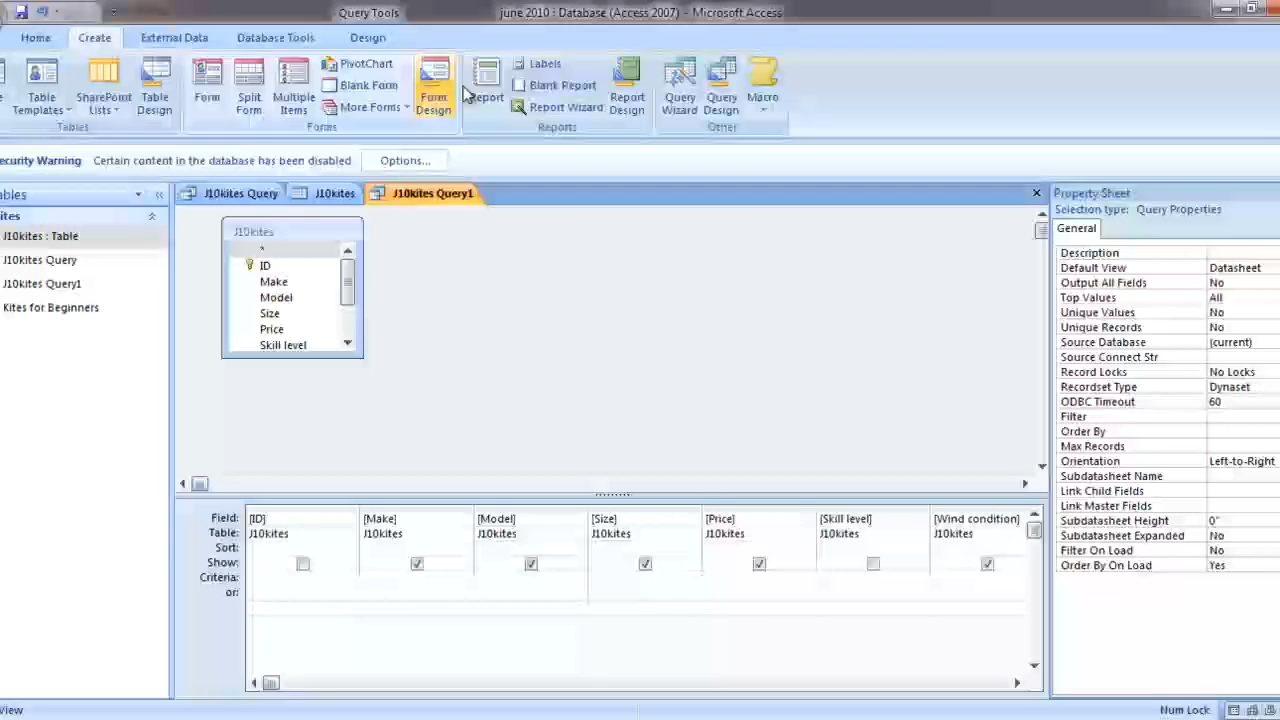 Query Tools
june 2010 : Database (Access 2007) - Microsoft Access
Home Create External Data Database Tools Design
Table Templates
SharePoint Lists
Table Design
Tables
Form
Split Form
Multiple Items
PivotChart
Blank Form
More Forms
Form Design
Forms
Report
Labels
Blank Report
Report Wizard
Report Design
Reports
Query Wizard
Query Design
Macro
Other
ecurity Warning Certain content in the database has been disabled Options...
ables
ites
J10kites : Table
J10kites Query
J10kites Query1
Kites for Beginners
J10kites Query J10kites J10kites Query1
J10kites
*
ID
Make
Model
Size
Price
Skill level
Field: [ID] [Make] [Model] [Size] [Price] [Skill level] [Wind condition]
Table: J10kites J10kites J10kites J10kites J10kites J10kites J10kites
Sort:
Show:
Criteria:
or:
Property Sheet
Selection type: Query Properties
General
Description
Default View Datasheet
Output All Fields No
Top Values All
Unique Values No
Unique Records No
Source Database (current)
Source Connect Str
Record Locks No Locks
Recordset Type Dynaset
ODBC Timeout 60
Filter
Order By
Max Records
Orientation Left-to-Right
Subdatasheet Name
Link Child Fields
Link Master Fields
Subdatasheet Height 0"
Subdatasheet Expanded No
Filter On Load No
Order By On Load Yes
View
Num Lock